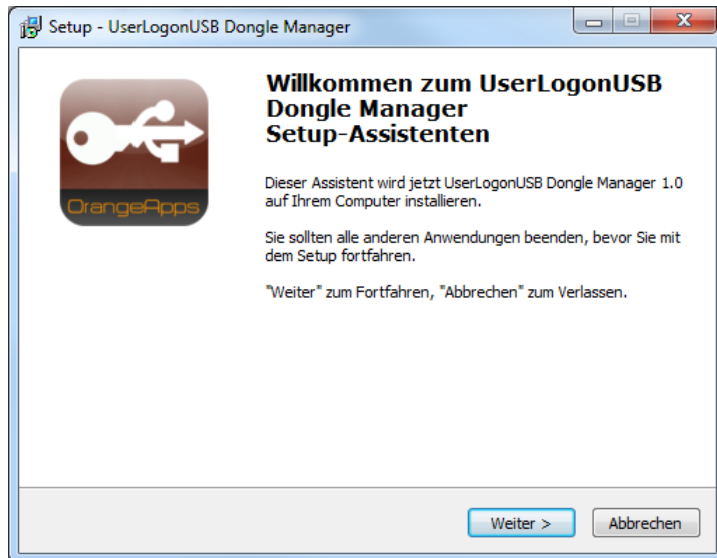 Setup - UserLogonUSB Dongle Manager
OrangeApps
Willkommen zum UserLogonUSB
Dongle Manager
Setup-Assistenten
Dieser Assistent wird jetzt UserLogonUSB Dongle Manager 1.0
auf Ihrem Computer installieren.
Sie sollten alle anderen Anwendungen beenden, bevor Sie mit
dem Setup fortfahren.
"Weiter" zum Fortfahren, "Abbrechen" zum Verlassen.
Weiter >
Abbrechen